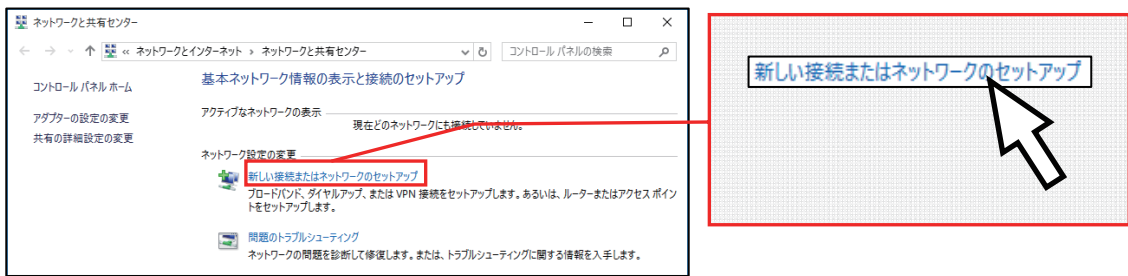 ネットワークと共有センター
« ネットワークとインターネット › ネットワークと共有センター
コントロール パネルの検索
コントロール パネル ホーム
アダプターの設定の変更
共有の詳細設定の変更
基本ネットワーク情報の表示と接続のセットアップ
アクティブなネットワークの表示
現在どのネットワークにも接続していません。
ネットワーク設定の変更
新しい接続またはネットワークのセットアップ
ブロードバンド、ダイヤルアップ、または VPN 接続をセットアップします。あるいは、ルーターまたはアクセス ポイン
トをセットアップします。
問題のトラブルシューティング
ネットワークの問題を診断して修復します。または、トラブルシューティングに関する情報を入手します。
新しい接続またはネットワークのセットアップ